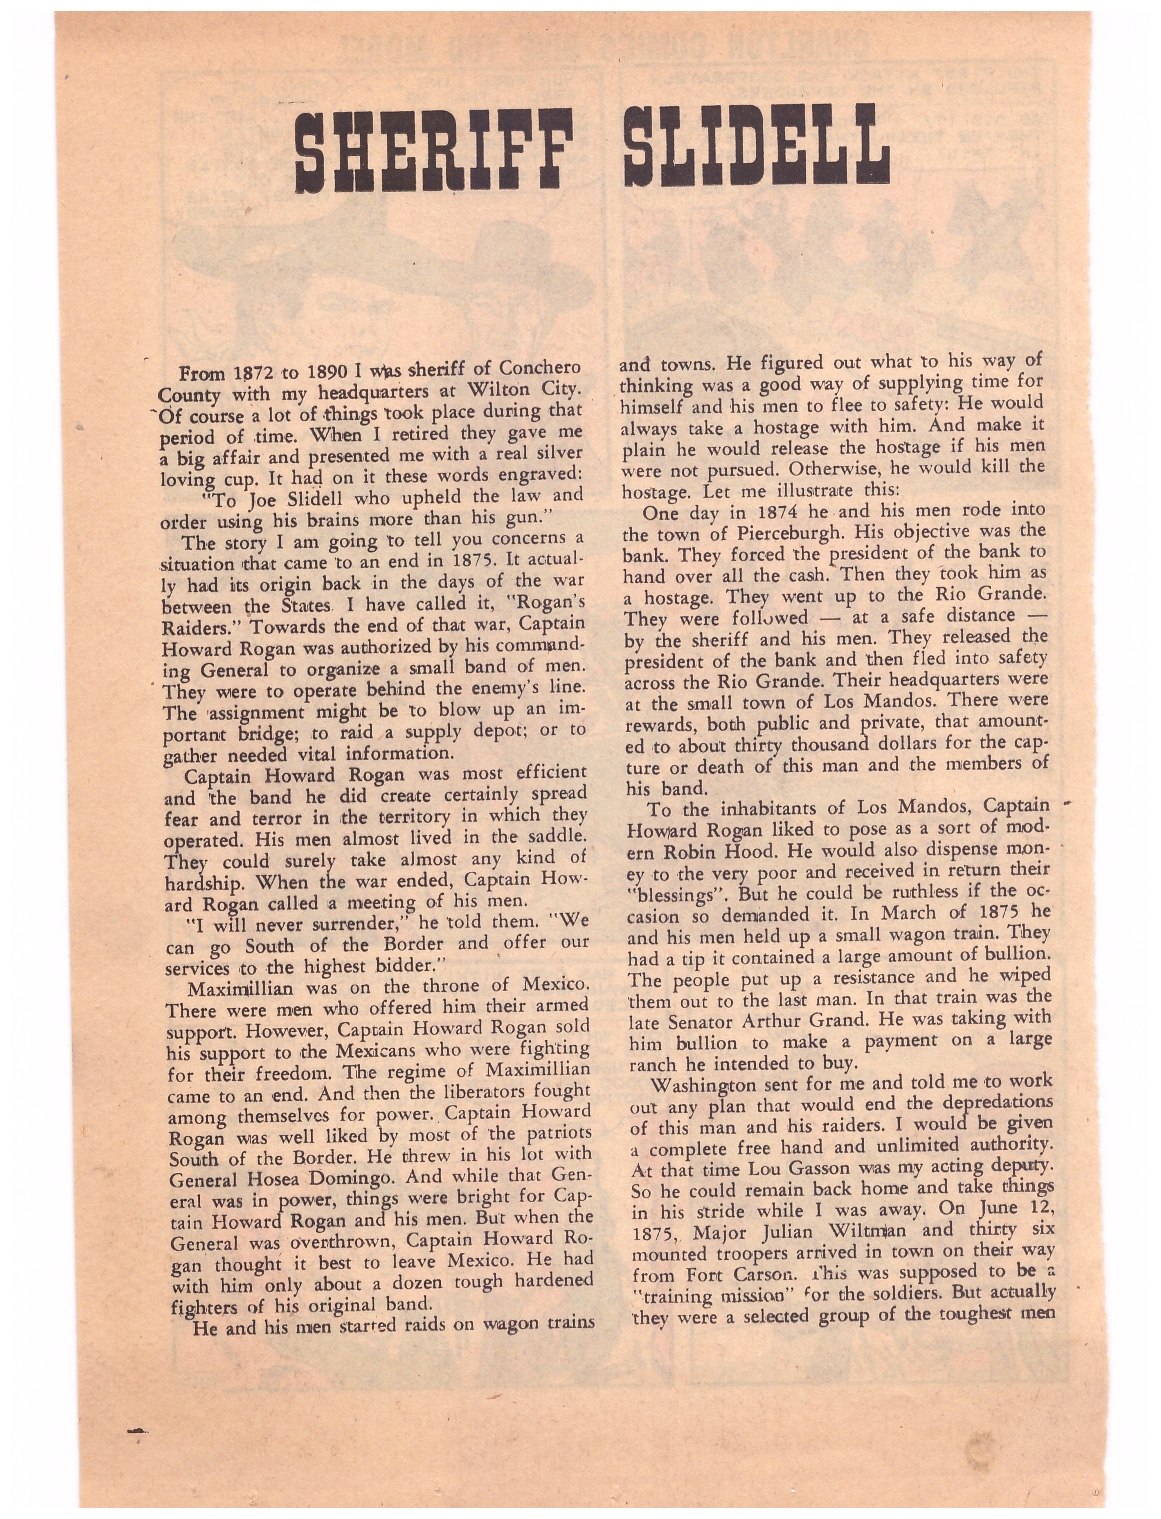 SHERIFF SLIDELL
From 1872 to 1890 I was sheriff of Conchero
County with my headquarters at Wilton City.
Of course a lot of things took place during that
period of time. When I retired they gave me
a big affair and presented me with a real silver
loving cup. It had on it these words engraved:
"To Joe Slidell who upheld the law and
order using his brains more than his gun."
The story I am going to tell you concerns a
situation that came to an end in 1875. It actual-
ly had its origin back in the days of the war
between the States. I have called it, "Rogan's
Raiders." Towards the end of that war, Captain
Howard Rogan was authorized by his command-
ing General to organize a small band of men.
They were to operate behind the enemy's line.
The assignment might be to blow up an im-
portant bridge; to raid a supply depot; or to
gather needed vital information.
Captain Howard Rogan was most efficient
and the band he did create certainly spread
fear and terror in the territory in which they
operated. His men almost lived in the saddle.
They could surely take almost any kind of
hardship. When the war ended, Captain How-
ard Rogan called a meeting of his men.
"I will never surrender," he told them. "We
can go South of the Border and offer our
services to the highest bidder."
Maximillian was on the throne of Mexico.
There were men who offered him their armed
support. However, Captain Howard Rogan sold
his support to the Mexicans who were fighting
for their freedom. The regime of Maximillian
came to an end. And then the liberators fought
among themselves for power. Captain Howard
Rogan was well liked by most of the patriots
South of the Border. He threw in his lot with
General Hosea Domingo. And while that Gen-
eral was in power, things were bright for Cap-
tain Howard Rogan and his men. But when the
General was overthrown, Captain Howard Ro-
gan thought it best to leave Mexico. He had
with him only about a dozen tough hardened
fighters of his original band.
He and his men started raids on wagon trains
and towns. He figured out what to his way of
thinking was a good way of supplying time for
himself and his men to flee to safety: He would
always take a hostage with him. And make it
plain he would release the hostage if his men
were not pursued. Otherwise, he would kill the
hostage. Let me illustrate this:
One day in 1874 he and his men rode into
the town of Pierceburgh. His objective was the
bank. They forced the president of the bank to
hand over all the cash. Then they took him as
a hostage. They went up to the Rio Grande.
They were followed — at a safe distance —
by the sheriff and his men. They released the
president of the bank and then fled into safety
across the Rio Grande. Their headquarters were
at the small town of Los Mandos. There were
rewards, both public and private, that amount-
ed to about thirty thousand dollars for the cap-
ture or death of this man and the members of
his band.
To the inhabitants of Los Mandos, Captain
Howard Rogan liked to pose as a sort of mod-
ern Robin Hood. He would also dispense mon-
ey to the very poor and received in return their
"blessings". But he could be ruthless if the oc-
casion so demanded it. In March of 1875 he
and his men held up a small wagon train. They
had a tip it contained a large amount of bullion.
The people put up a resistance and he wiped
them out to the last man. In that train was the
late Senator Arthur Grand. He was taking with
him bullion to make a payment on a large
ranch he intended to buy.
Washington sent for me and told me to work
out any plan that would end the depredations
of this man and his raiders. I would be given
a complete free hand and unlimited authority.
At that time Lou Gasson was my acting deputy.
So he could remain back home and take things
in his stride while I was away. On June 12,
1875, Major Julian Wiltman and thirty six
mounted troopers arrived in town on their way
from Fort Carson. This was supposed to be a
"training mission" for the soldiers. But actually
they were a selected group of the toughest men